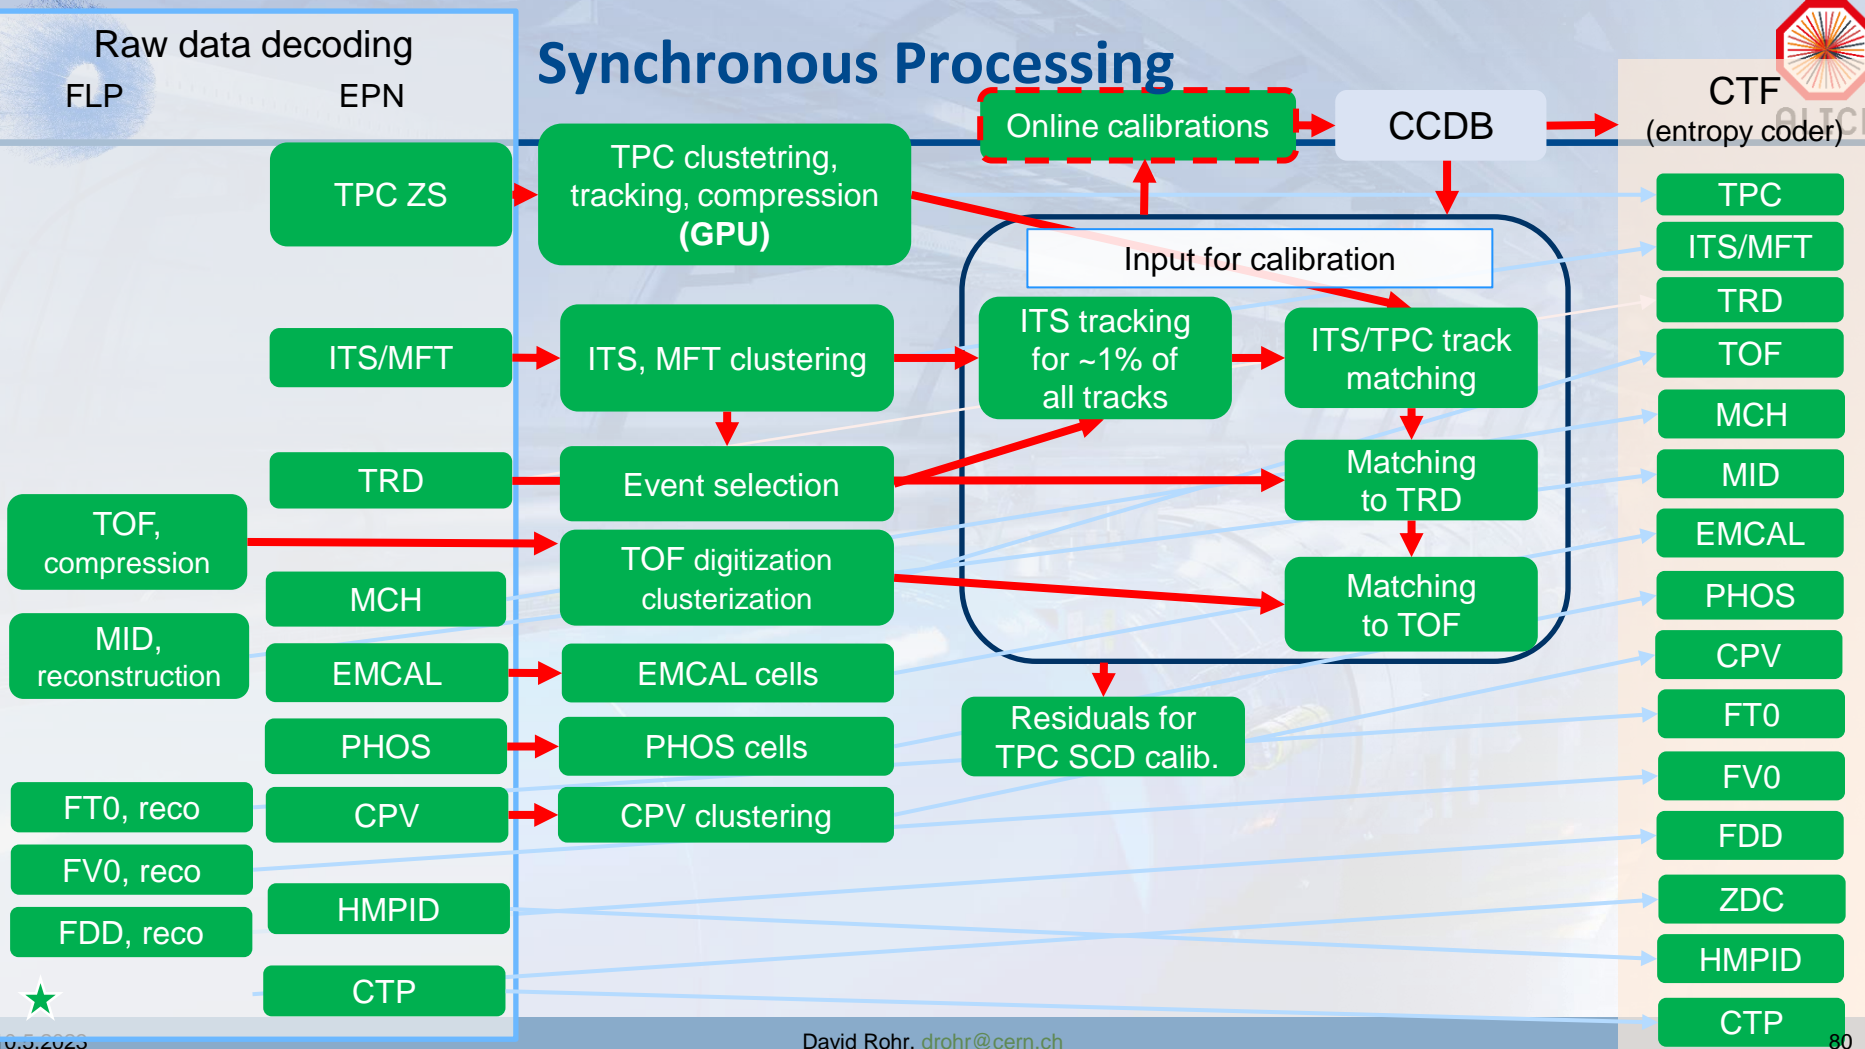 Raw data decoding
FLP
EPN
Synchronous Processing
CTF
(entropy coder)
Online calibrations
CCDB
TPC ZS
TPC clustetring,
tracking, compression
(GPU)
Input for calibration
ITS/MFT
ITS, MFT clustering
ITS tracking
for ~1% of
all tracks
ITS/TPC track
matching
TRD
Event selection
Matching
to TRD
TOF,
compression
TOF digitization
clusterization
Matching
to TOF
MCH
MID,
reconstruction
EMCAL
EMCAL cells
PHOS
PHOS cells
Residuals for
TPC SCD calib.
FT0, reco
CPV
CPV clustering
FV0, reco
HMPID
FDD, reco
CTP
TPC
ITS/MFT
TRD
TOF
MCH
MID
EMCAL
PHOS
CPV
FT0
FV0
FDD
ZDC
HMPID
CTP
David Rohr, drohr@cern.ch
80